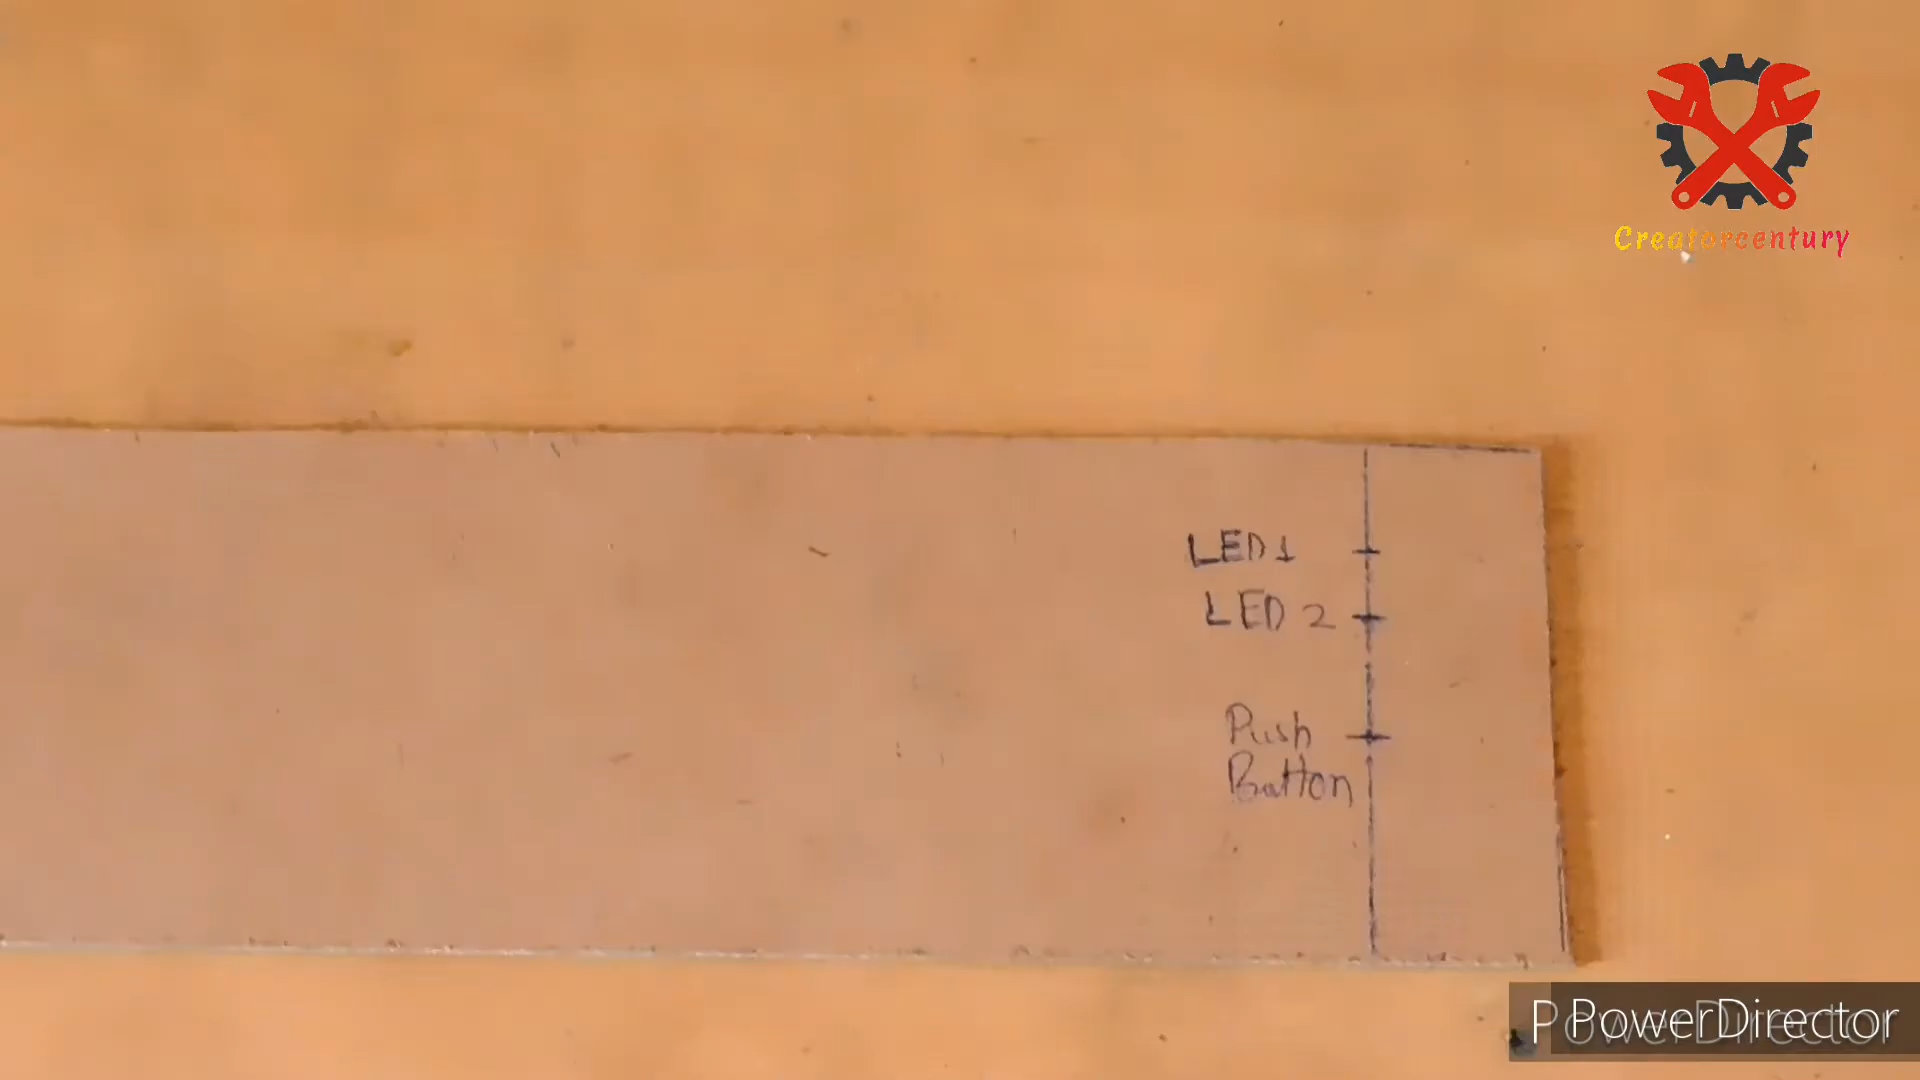 Creatorcentury
LED 1
LED 2
Push
Button
PowerDirector